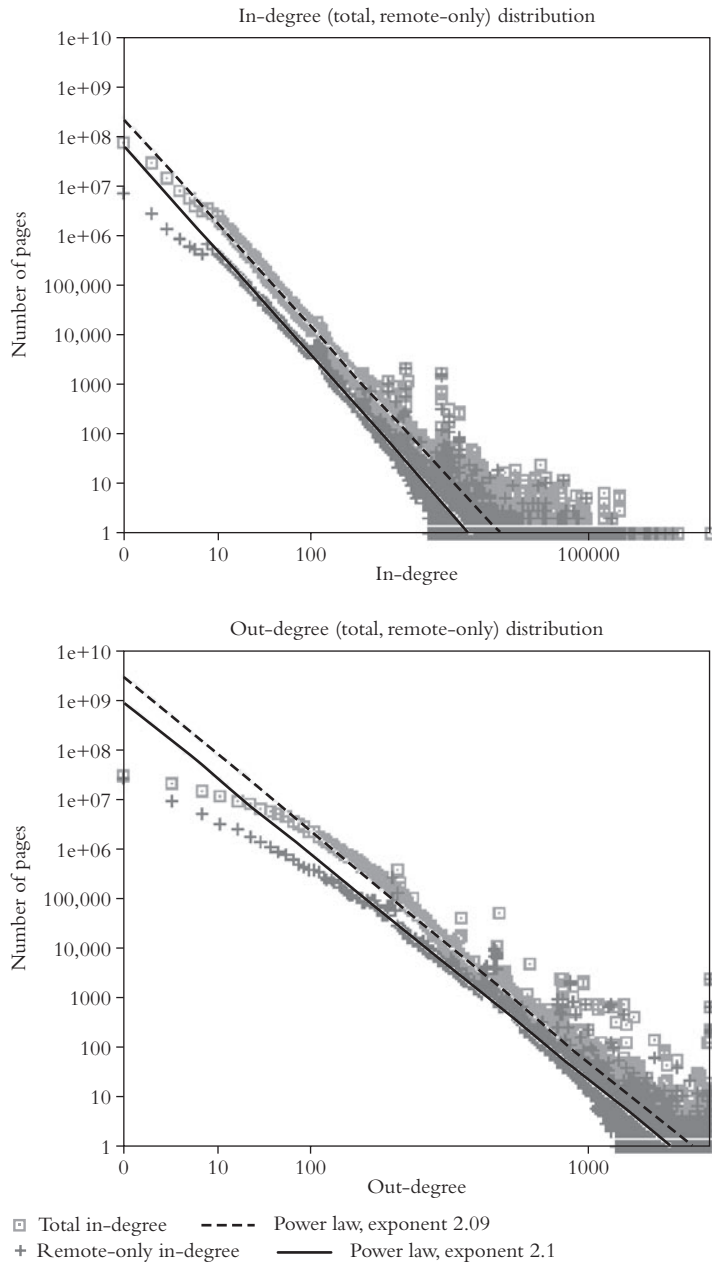 In-degree (total, remote-only) distribution
1e+10
1e+09
1e+08
1e+07
1e+06
100,000
10,000
1000
100
10
1
Number of pages
0 10 100 100000
In-degree
Out-degree (total, remote-only) distribution
1e+10
1e+09
1e+08
1e+07
1e+06
100,000
10,000
1000
100
10
1
Number of pages
0 10 100 1000
Out-degree
Total in-degree Power law, exponent 2.09
Remote-only in-degree Power law, exponent 2.1